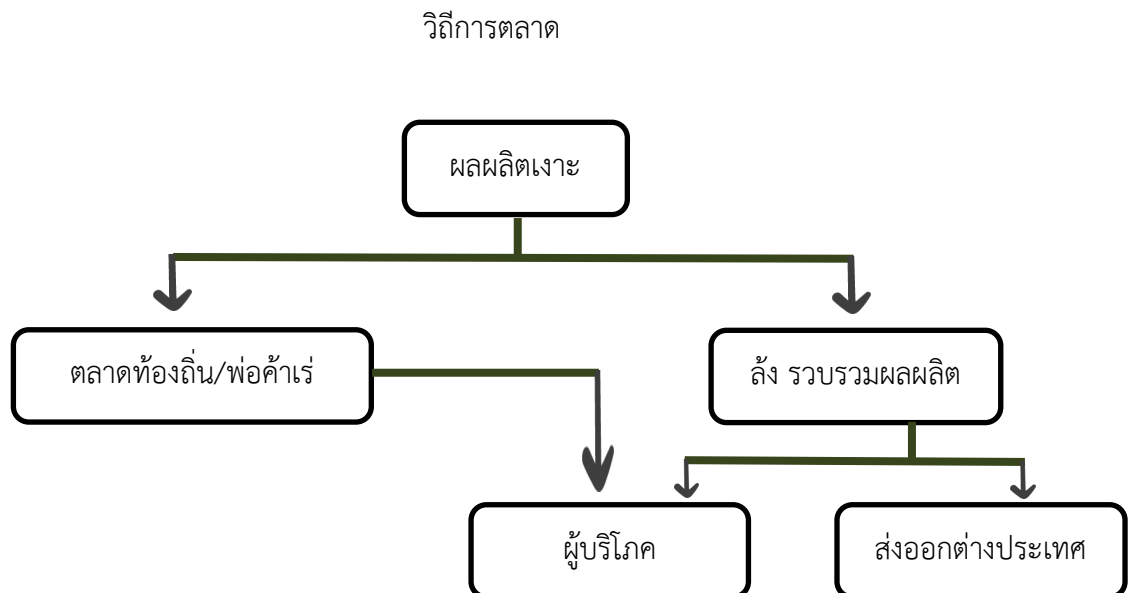 วิถีการตลาด
ผลผลิตเงาะ
ตลาดท้องถิ่น/พ่อค้าเร่
ล้ง รวบรวมผลผลิต
ผู้บริโภค
ส่งออกต่างประเทศ